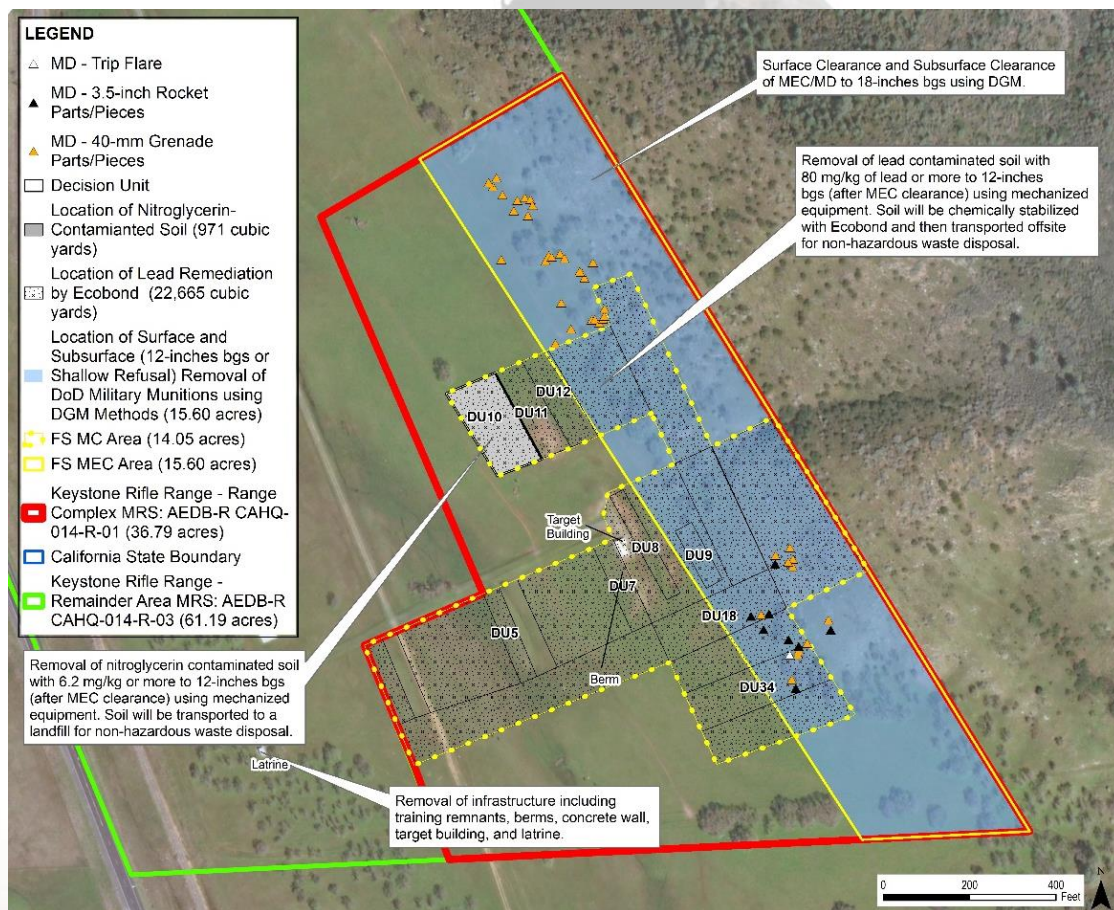 LEGEND
MD - Trip Flare
MD - 3.5-inch Rocket
Parts/Pieces
MD - 40-mm Grenade
Parts/Pieces
Decision Unit
Location of Nitroglycerin-
Contamianted Soil (971 cubic
yards)
Location of Lead Remediation
by Ecobond (22,665 cubic
yards)
Location of Surface and
Subsurface (12-inches bgs or
Shallow Refusal) Removal of
DoD Military Munitions using
DGM Methods (15.60 acres)
FS MC Area (14.05 acres)
FS MEC Area (15.60 acres)
Keystone Rifle Range - Range
Complex MRS: AEDB-R CAHQ-
014-R-01 (36.79 acres)
California State Boundary
Keystone Rifle Range -
Remainder Area MRS: AEDB-R
CAHQ-014-R-03 (61.19 acres)
Surface Clearance and Subsurface Clearance
of MEC/MD to 18-inches bgs using DGM.
Removal of lead contaminated soil with
80 mg/kg of lead or more to 12-inches
bgs (after MEC clearance) using mechanized
equipment. Soil will be chemically stabilized
with Ecobond and then transported offsite
for non-hazardous waste disposal.
DU12
DU10
DU11
Target
Building
DU8
DU9
DU7
DU18
DU5
Berm
DU34
Removal of nitroglycerin contaminated soil
with 6.2 mg/kg or more to 12-inches bgs
(after MEC clearance) using mechanized
equipment. Soil will be transported to a
landfill for non-hazardous waste disposal.
Latrine
Removal of infrastructure including
training remnants, berms, concrete wall,
target building, and latrine.
0 200 400
Feet
N